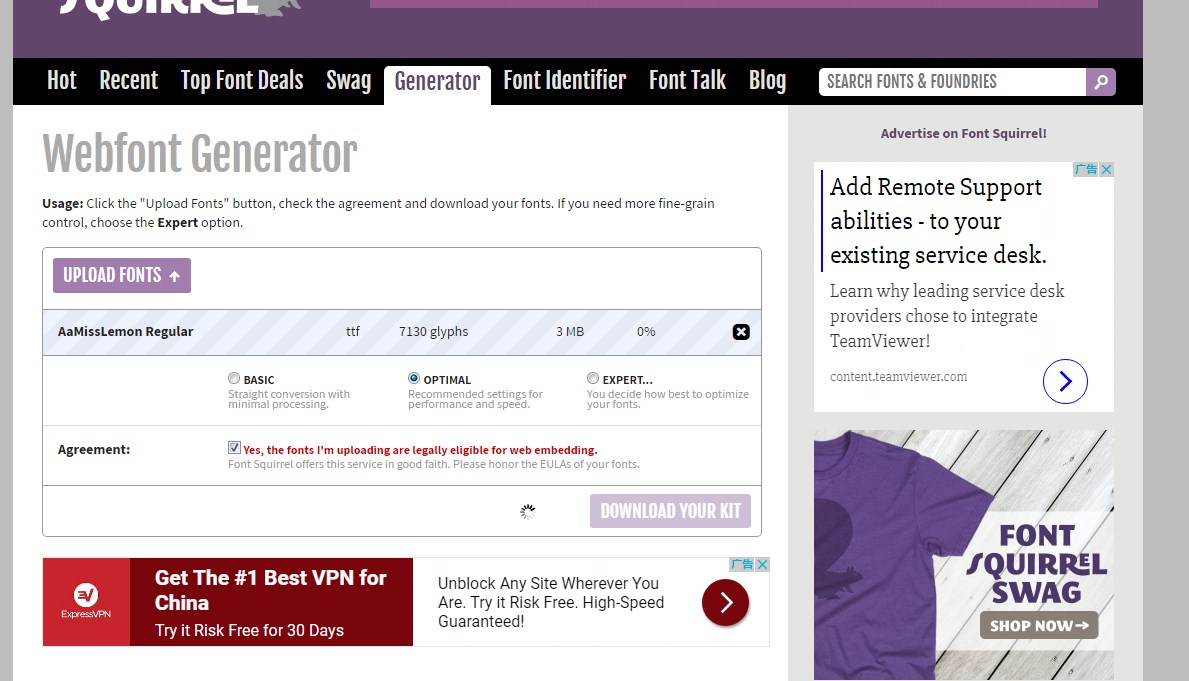 SQUIRREL
Hot Recent Top Font Deals Swag Generator Font Identifier Font Talk Blog SEARCH FONTS & FOUNDRIES
Webfont Generator
Usage: Click the "Upload Fonts" button, check the agreement and download your fonts. If you need more fine-grain
control, choose the Expert option.
UPLOAD FONTS
AaMissLemon Regular ttf 7130 glyphs 3 MB 0%
BASIC
Straight conversion with
minimal processing.
OPTIMAL
Recommended settings for
performance and speed.
EXPERT...
You decide how best to optimize
your fonts.
Agreement:
Yes, the fonts I'm uploading are legally eligible for web embedding.
Font Squirrel offers this service in good faith. Please honor the EULAs of your fonts.
DOWNLOAD YOUR KIT
广告
ExpressVPN
Get The #1 Best VPN for
China
Try it Risk Free for 30 Days
Unblock Any Site Wherever You
Are. Try it Risk Free. High-Speed
Guaranteed!
Advertise on Font Squirrel!
广告
Add Remote Support
abilities - to your
existing service desk.
Learn why leading service desk
providers chose to integrate
TeamViewer!
content.teamviewer.com
FONT
SQUIRREL
SWAG
SHOP NOW→